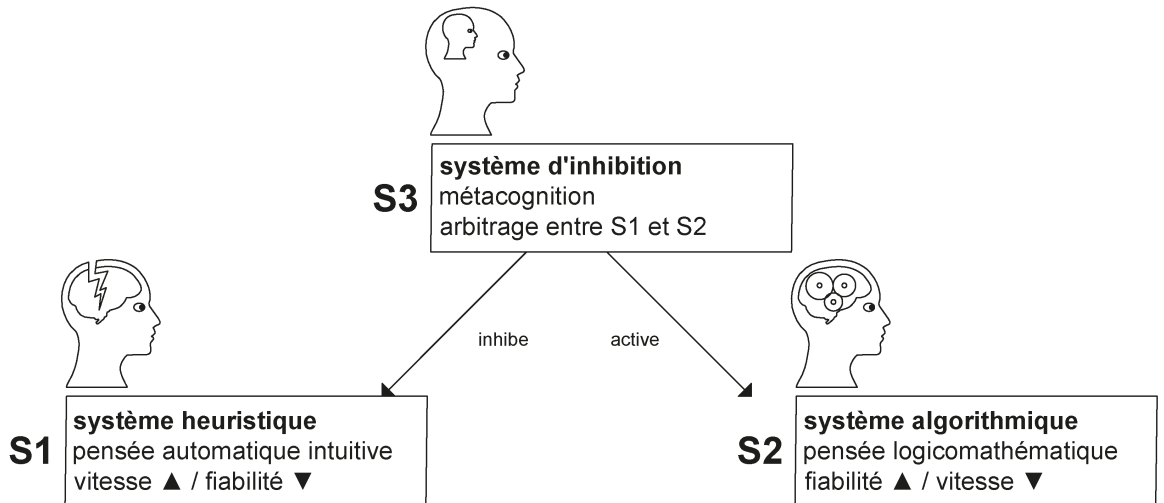 S3
système d'inhibition
métacognition
arbitrage entre S1 et S2
inhibe
active
S1
système heuristique
pensée automatique intuitive
vitesse ▲ / fiabilité ▼
S2
système algorithmique
pensée logicomathématique
fiabilité ▲ / vitesse ▼